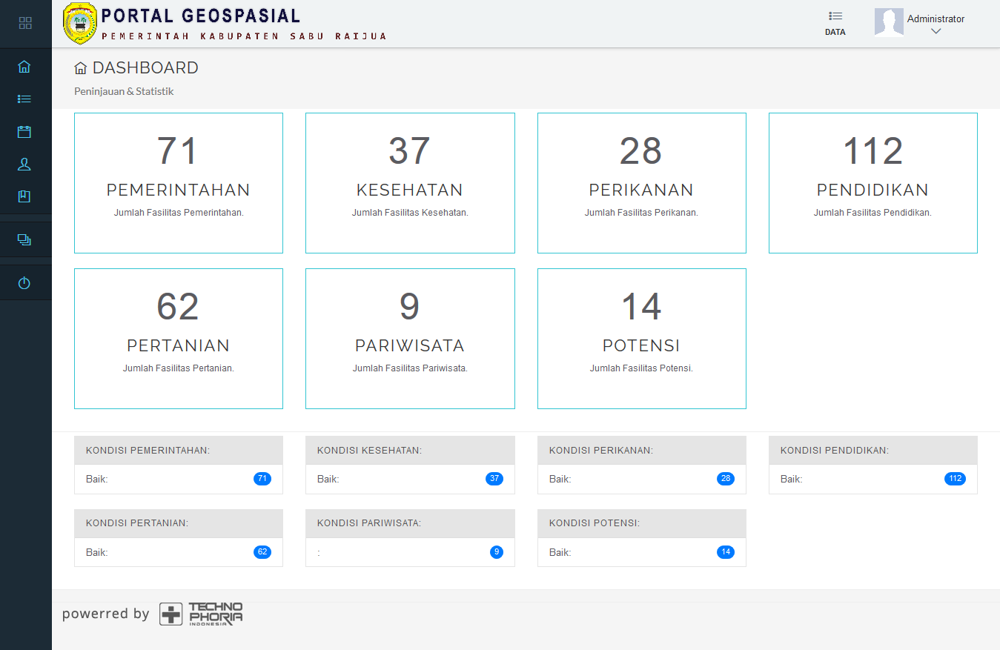 PORTAL GEOSPASIAL
PEMERINTAH KABUPATEN SABU RAIJUA
DATA
Administrator
DASHBOARD
Peninjauan & Statistik
71
PEMERINTAHAN
Jumlah Fasilitas Pemerintahan.
37
KESEHATAN
Jumlah Fasilitas Kesehatan.
28
PERIKANAN
Jumlah Fasilitas Perikanan.
112
PENDIDIKAN
Jumlah Fasilitas Pendidikan.
62
PERTANIAN
Jumlah Fasilitas Pertanian.
9
PARIWISATA
Jumlah Fasilitas Pariwisata.
14
POTENSI
Jumlah Fasilitas Potensi.
KONDISI PEMERINTAHAN:
Baik: 71
KONDISI KESEHATAN:
Baik: 37
KONDISI PERIKANAN:
Baik: 28
KONDISI PENDIDIKAN:
Baik: 112
KONDISI PERTANIAN:
Baik: 62
KONDISI PARIWISATA:
: 9
KONDISI POTENSI:
Baik: 14
powerred by
TECHNO
PHORIA
INDONESIA